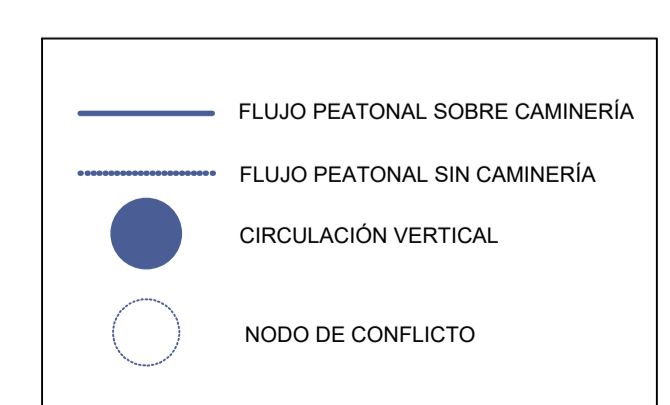 FLUJO PEATONAL SOBRE CAMINERÍA
FLUJO PEATONAL SIN CAMINERÍA
CIRCULACIÓN VERTICAL
NODO DE CONFLICTO